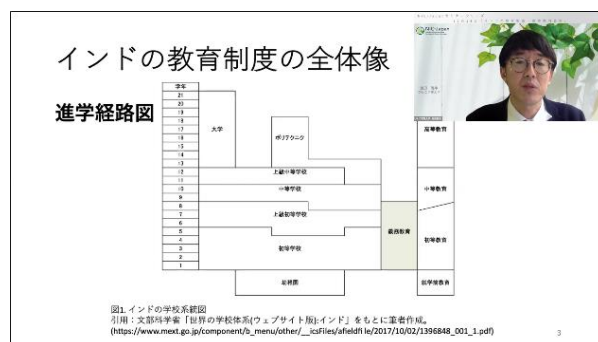 インドの教育制度の全体像
進学経路図
学年
21
20
19
18
17
16
15
14
13
12
11
10
9
8
7
6
5
4
3
2
1
大学
ポリテクニク
上級中等学校
中等学校
上級初等学校
初等学校
幼稚園
義務教育
高等教育
中等教育
初等教育
就学前教育
図1. インドの学校系統図
引用：文部科学省「世界の学校体系(ウェブサイト版):インド」をもとに筆者作成。
(https://www.mext.go.jp/component/b_menu/other/__icsFiles/afieldfile/2017/10/02/1396848_001_1.pdf)
3